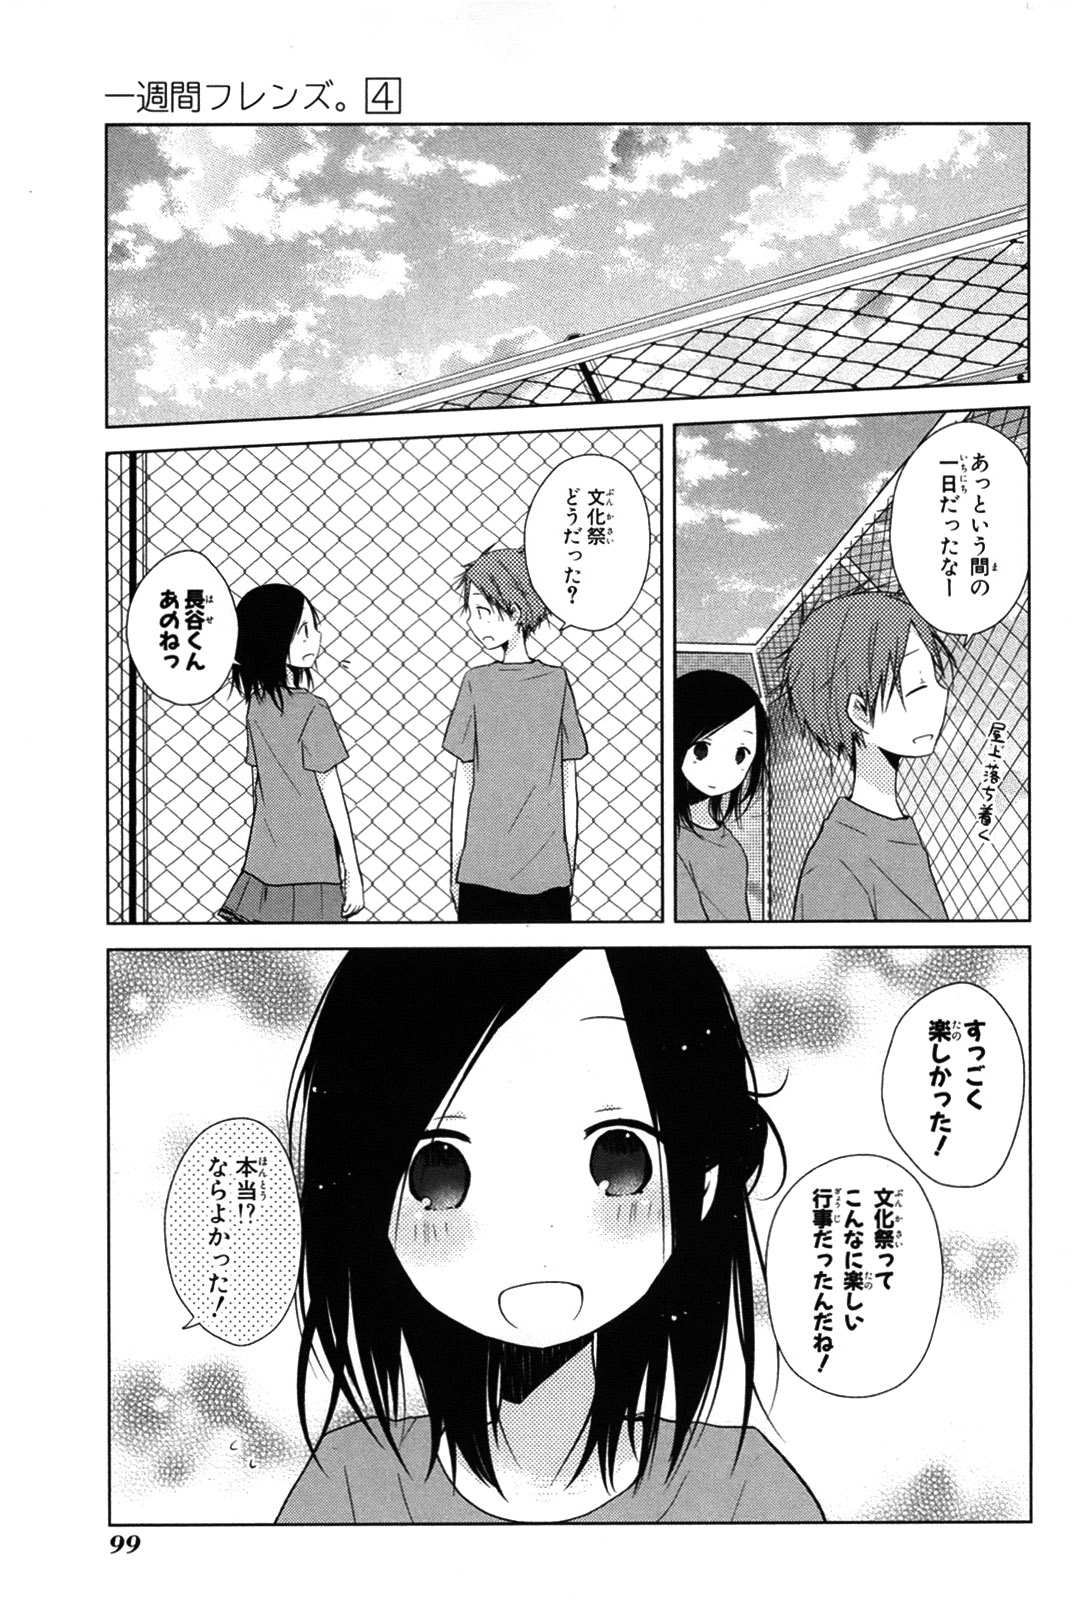 一週間フレンズ。4
あっという間の
一日だったなー
屋上落ち着く
文化祭
どうだった?
長谷くん
あのねっ
すっごく
楽しかった!
文化祭って
こんなに楽しい
行事だったんだね!
本当!?
ならよかった!
99